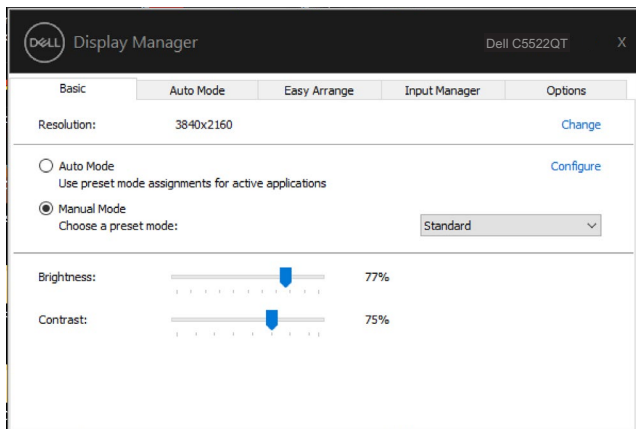 DELL Display Manager Dell C5522QT X
Basic Auto Mode Easy Arrange Input Manager Options
Resolution: 3840x2160 Change
Auto Mode Configure
Use preset mode assignments for active applications
Manual Mode
Choose a preset mode: Standard
Brightness: 77%
Contrast: 75%